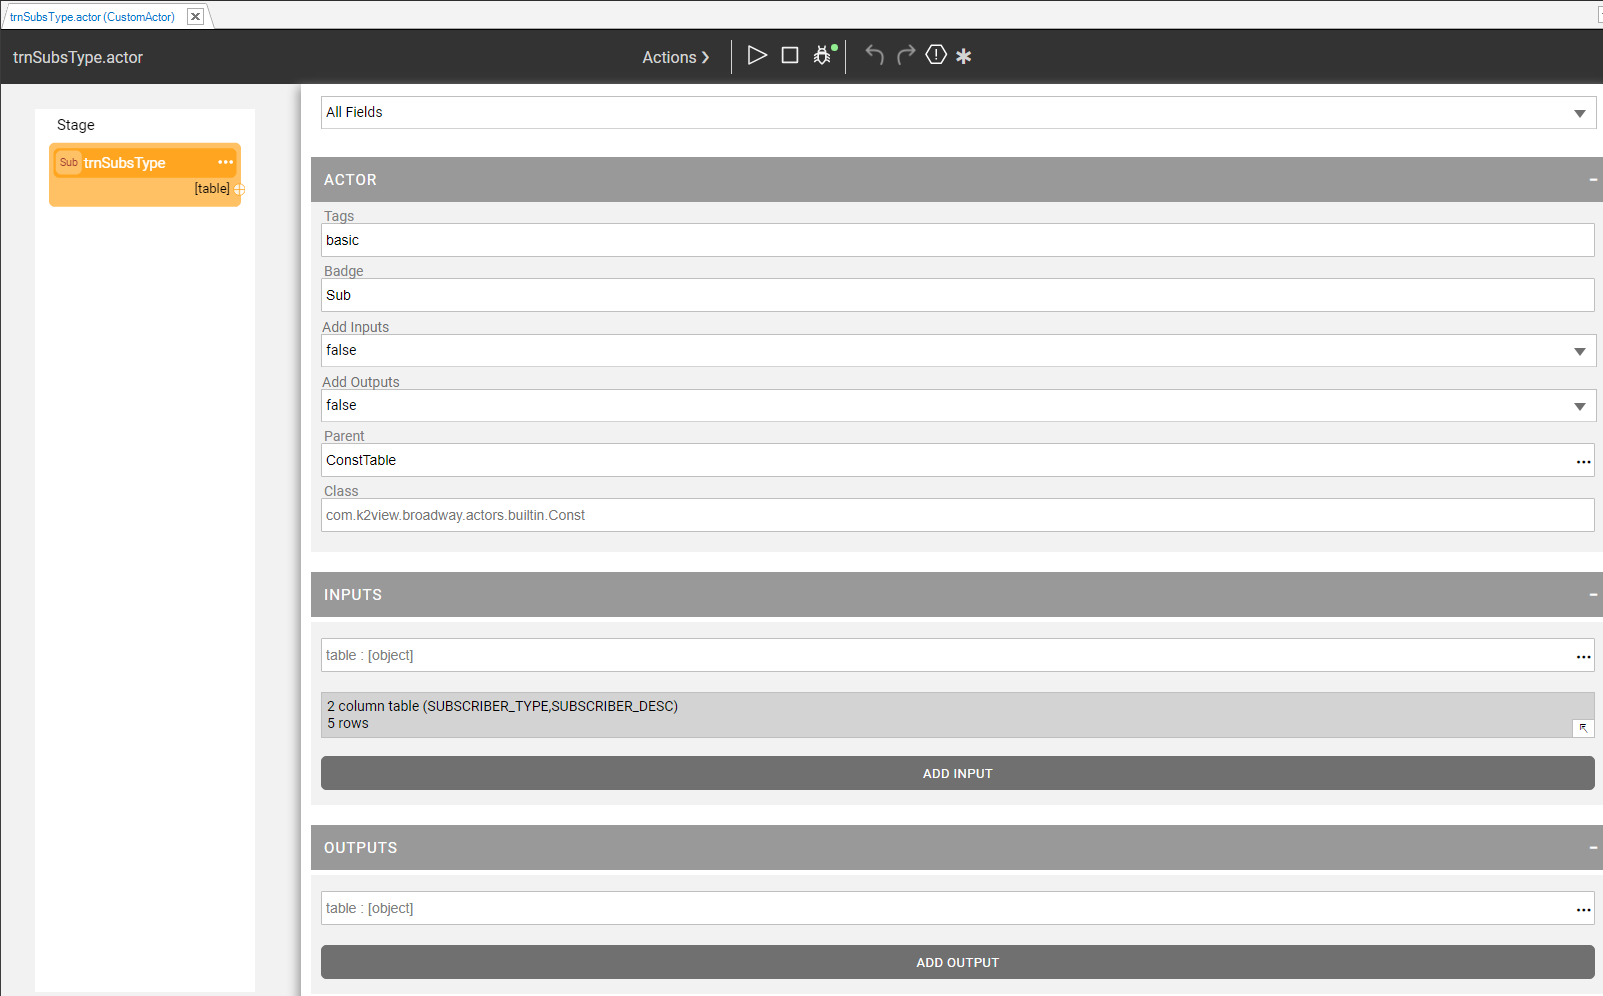 trnSubsType.actor (CustomActor)
trnSubsType.actor
Actions
Stage
Sub trnSubsType
[table]
All Fields
ACTOR
Tags
basic
Badge
Sub
Add Inputs
false
Add Outputs
false
Parent
ConstTable
Class
com.k2view.broadway.actors.builtin.Const
INPUTS
table : [object]
2 column table (SUBSCRIBER_TYPE,SUBSCRIBER_DESC)
5 rows
ADD INPUT
OUTPUTS
table : [object]
ADD OUTPUT